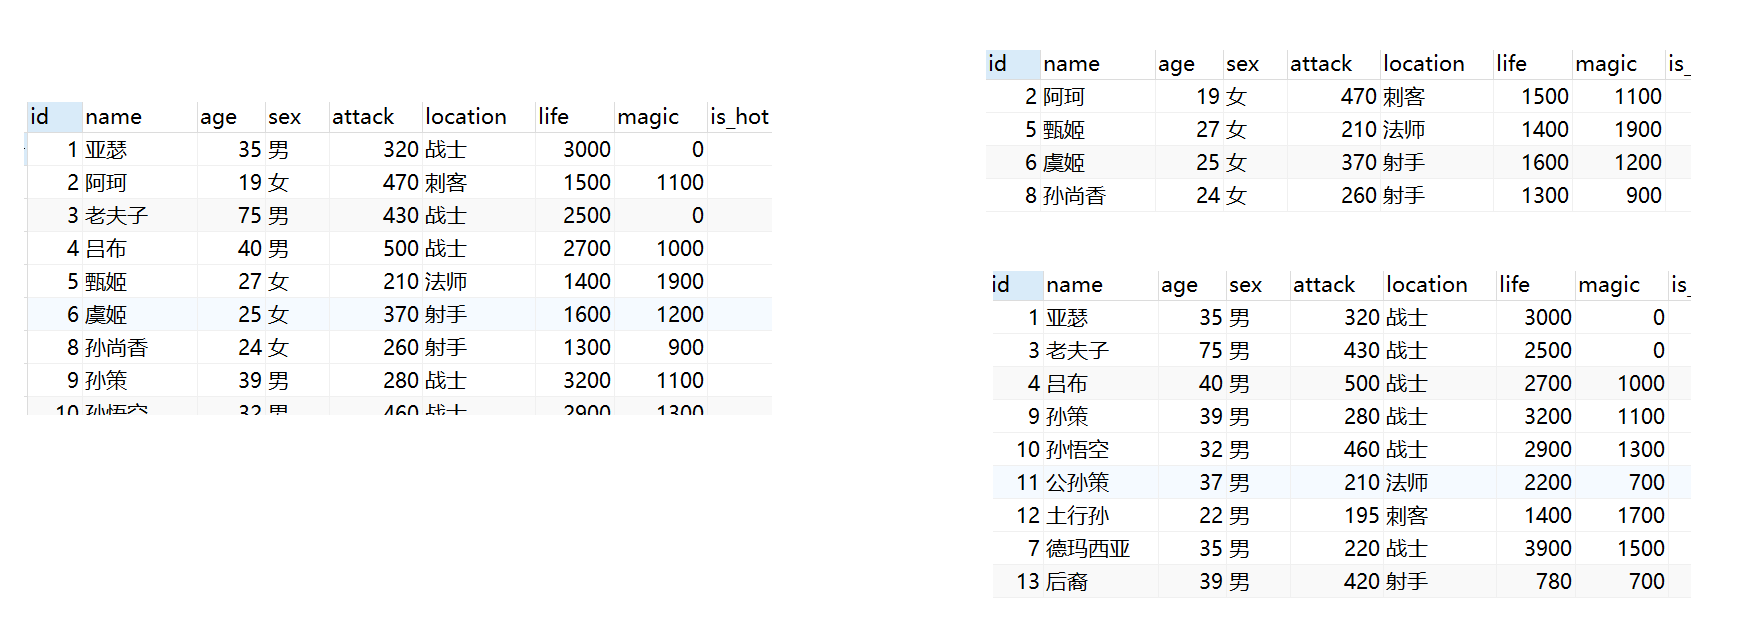 id name age sex attack location life magic is_hot
1 亚瑟 35 男 320 战士 3000 0
2 阿珂 19 女 470 刺客 1500 1100
3 老夫子 75 男 430 战士 2500 0
4 吕布 40 男 500 战士 2700 1000
5 甄姬 27 女 210 法师 1400 1900
6 虞姬 25 女 370 射手 1600 1200
8 孙尚香 24 女 260 射手 1300 900
9 孙策 39 男 280 战士 3200 1100
10 孙悟空 32 男 460 战士 2900 1300
id name age sex attack location life magic is_
2 阿珂 19 女 470 刺客 1500 1100
5 甄姬 27 女 210 法师 1400 1900
6 虞姬 25 女 370 射手 1600 1200
8 孙尚香 24 女 260 射手 1300 900
id name age sex attack location life magic is_
1 亚瑟 35 男 320 战士 3000 0
3 老夫子 75 男 430 战士 2500 0
4 吕布 40 男 500 战士 2700 1000
9 孙策 39 男 280 战士 3200 1100
10 孙悟空 32 男 460 战士 2900 1300
11 公孙策 37 男 210 法师 2200 700
12 土行孙 22 男 195 刺客 1400 1700
7 德玛西亚 35 男 220 战士 3900 1500
13 后裔 39 男 420 射手 780 700